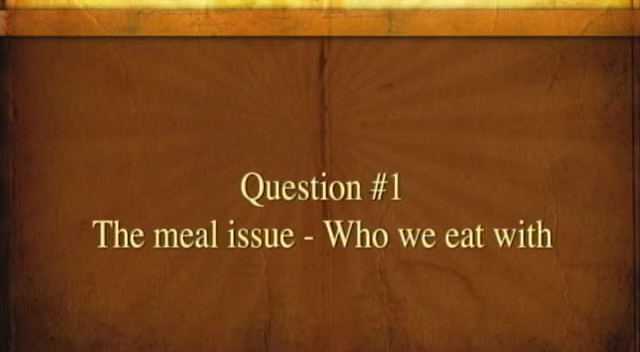 Question #1
The meal issue - Who we eat with